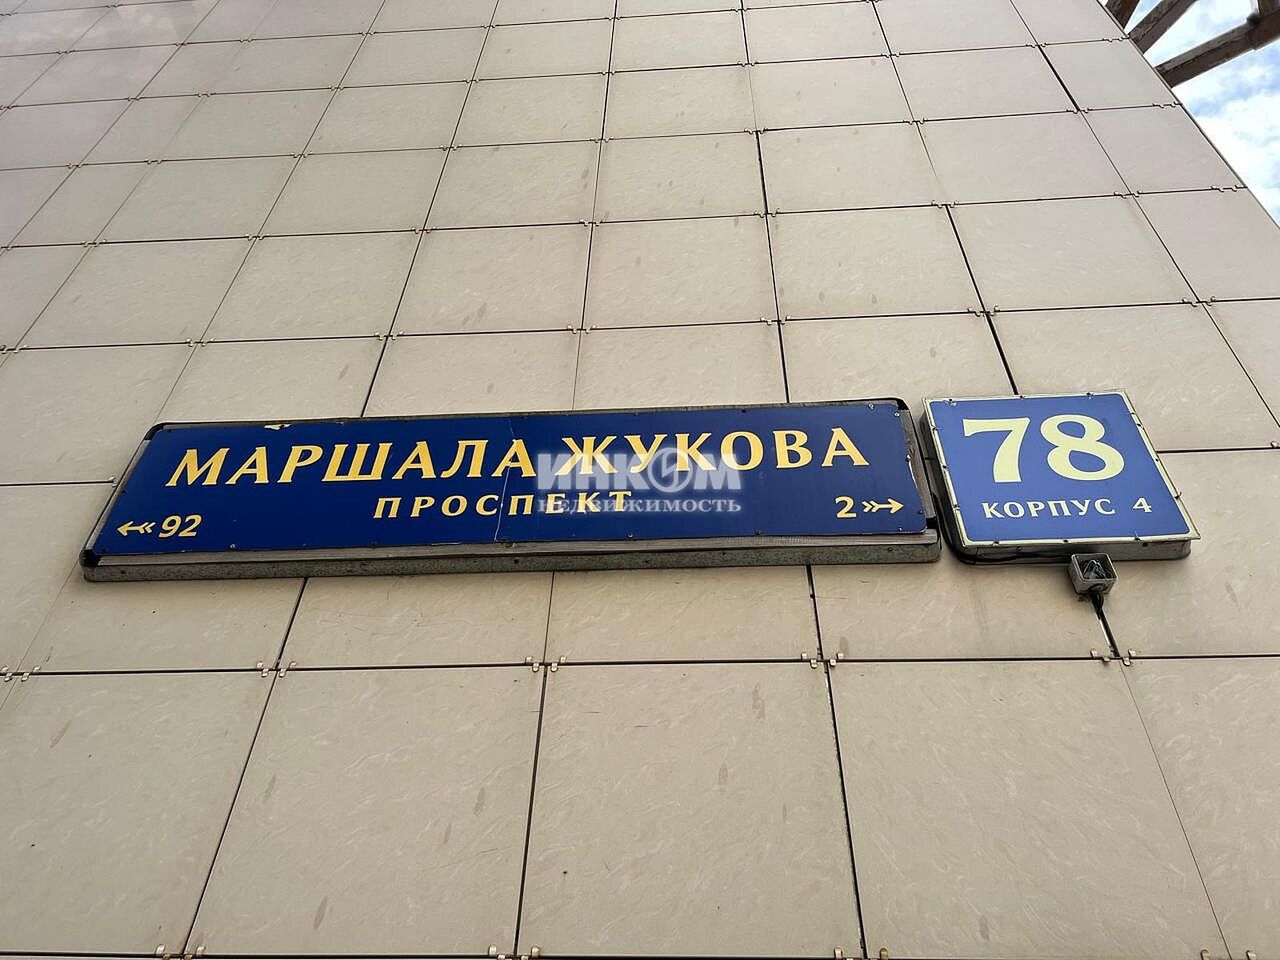 МАРШАЛА ЖУКОВА
ПРОСПЕКТ
92
2
78
КОРПУС 4
ИНКОМ
НЕДВИЖИМОСТЬ